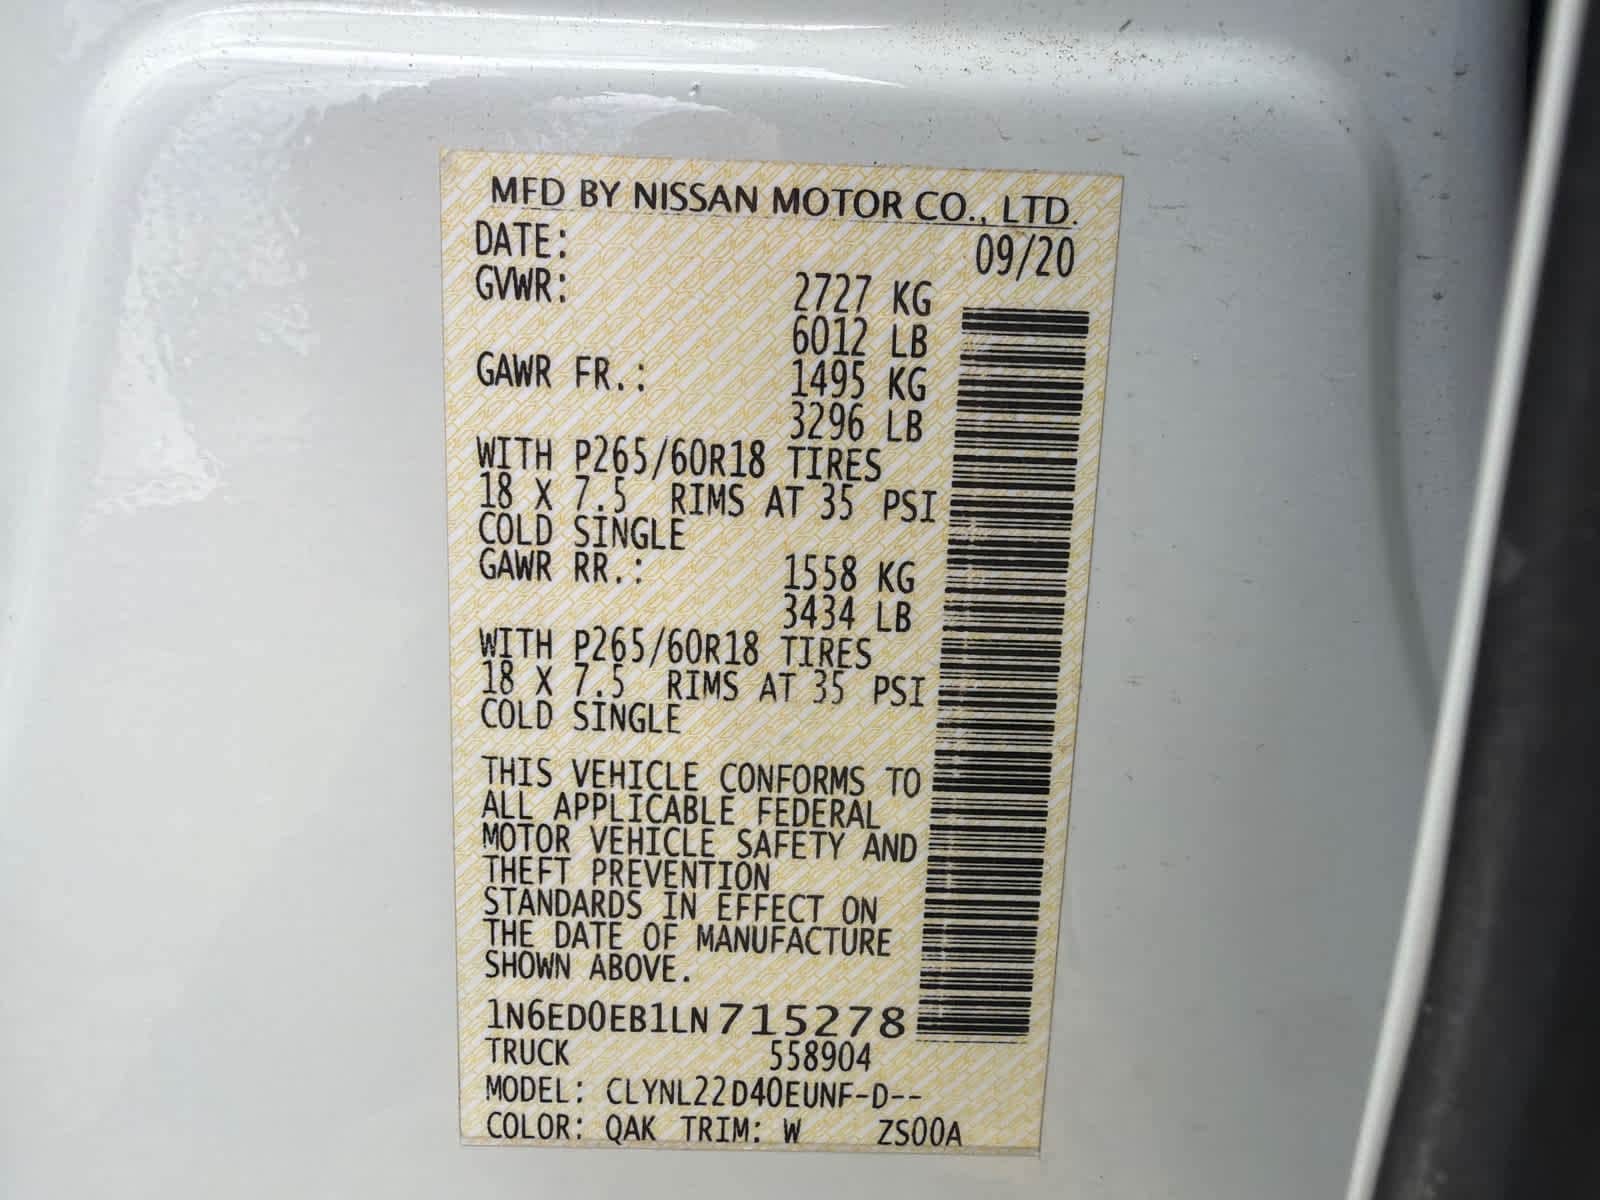 MFD BY NISSAN MOTOR CO., LTD.
DATE: 09/20
GVWR: 2727 KG
6012 LB
GAWR FR.: 1495 KG
3296 LB
WITH P265/60R18 TIRES
18 X 7.5 RIMS AT 35 PSI
COLD SINGLE
GAWR RR.: 1558 KG
3434 LB
WITH P265/60R18 TIRES
18 X 7.5 RIMS AT 35 PSI
COLD SINGLE
THIS VEHICLE CONFORMS TO
ALL APPLICABLE FEDERAL
MOTOR VEHICLE SAFETY AND
THEFT PREVENTION
STANDARDS IN EFFECT ON
THE DATE OF MANUFACTURE
SHOWN ABOVE.
1N6ED0EB1LN715278
TRUCK 558904
MODEL: CLYNL22D40EUNF-D--
COLOR: QAK TRIM: W ZS00A